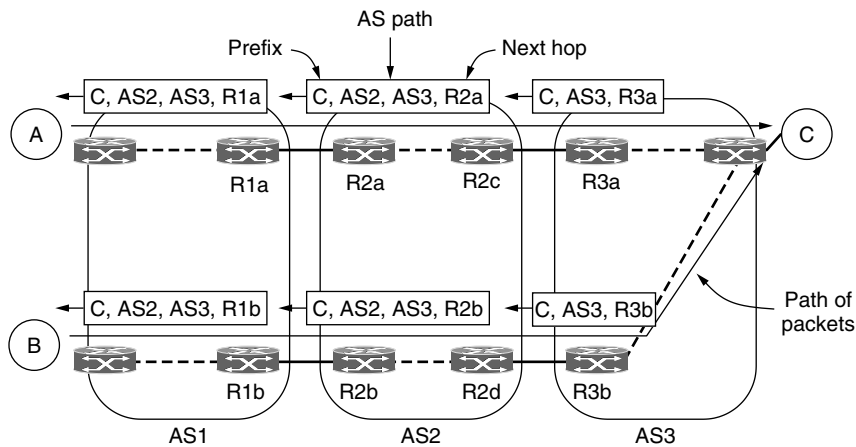 AS path
Prefix
Next hop
C, AS2, AS3, R1a
C, AS2, AS3, R2a
C, AS3, R3a
A
C
R1a
R2a
R2c
R3a
C, AS2, AS3, R1b
C, AS2, AS3, R2b
C, AS3, R3b
Path of
packets
B
R1b
R2b
R2d
R3b
AS1
AS2
AS3